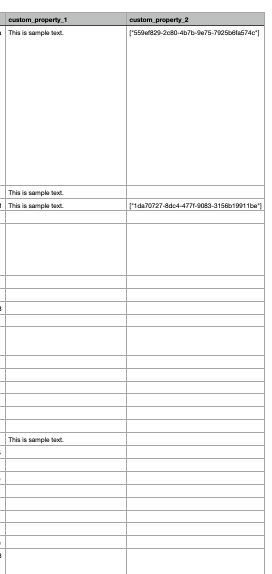 custom_property_1 custom_property_2
This is sample text. ["559ef829-2c80-4b7b-9e75-7925b6fa574c"]
This is sample text.
This is sample text. ["1da70727-8dc4-477f-9083-3156b19911be"]
This is sample text.